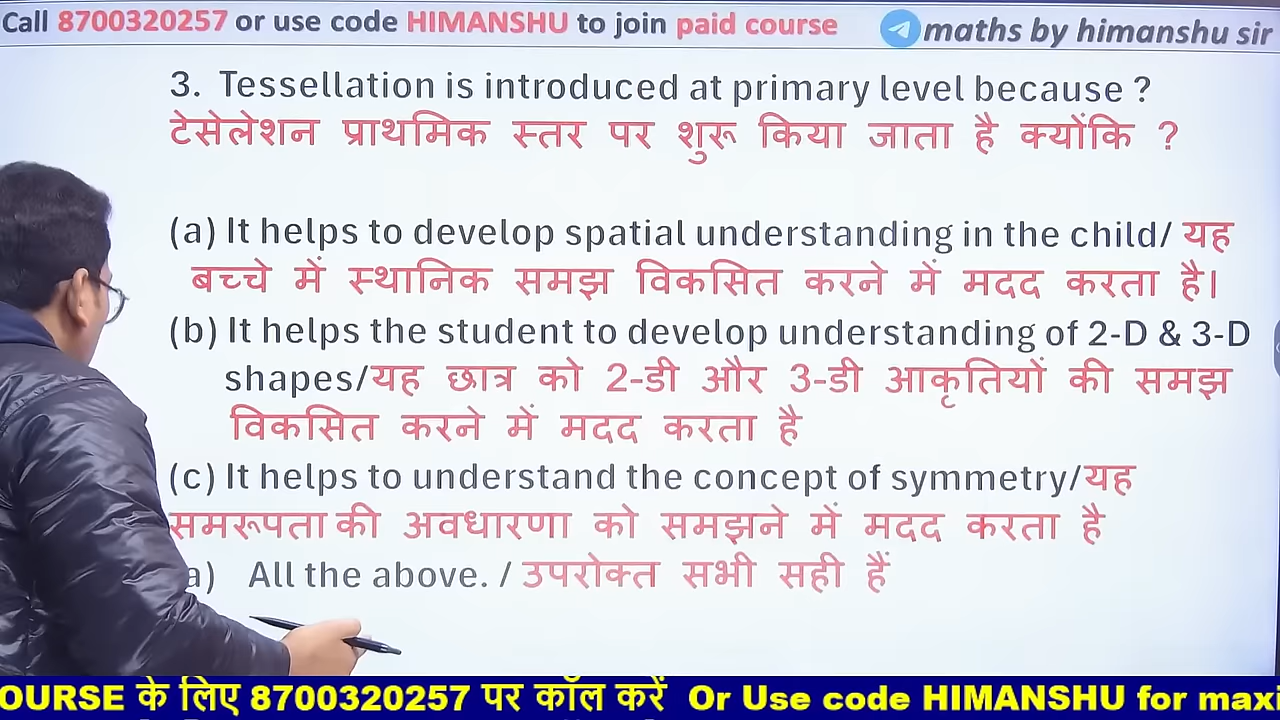 Call 8700320257 or use code HIMANSHU to join paid course
maths by himanshu sir
3. Tessellation is introduced at primary level because ?
टेसेलेशन प्राथमिक स्तर पर शुरू किया जाता है क्योंकि ?
(a) It helps to develop spatial understanding in the child/ यह
बच्चे में स्थानिक समझ विकसित करने में मदद करता है।
(b) It helps the student to develop understanding of 2-D & 3-D
shapes/यह छात्र को 2-डी और 3-डी आकृतियों की समझ
विकसित करने में मदद करता है
(c) It helps to understand the concept of symmetry/यह
समरूपता की अवधारणा को समझने में मदद करता है
a) All the above. / उपरोक्त सभी सही हैं
OURSE के लिए 8700320257 पर कॉल करें Or Use code HIMANSHU for maxi